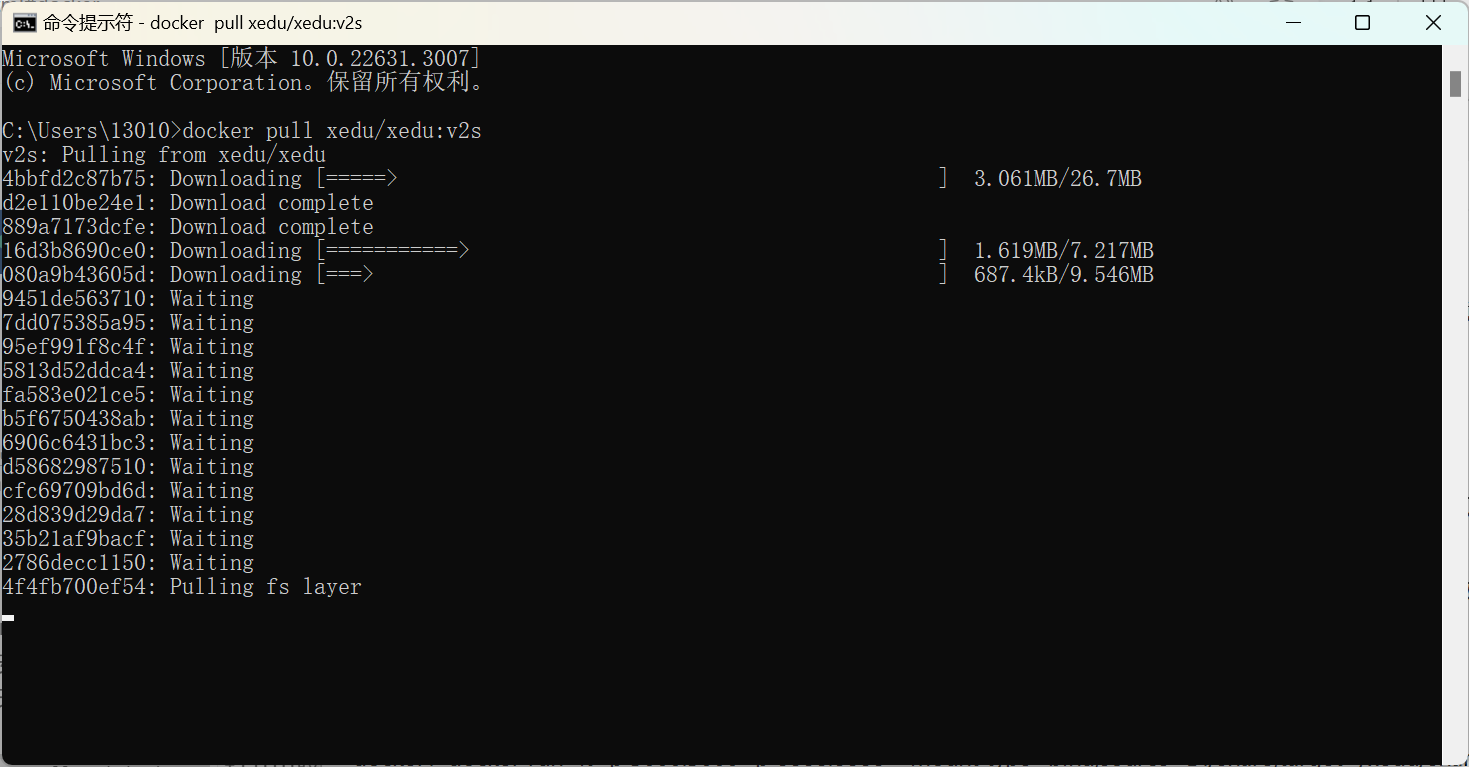 命令提示符 - docker  pull xedu/xedu:v2s
Microsoft Windows [版本 10.0.22631.3007]
(c) Microsoft Corporation。保留所有权利。
C:\Users\13010>docker pull xedu/xedu:v2s
v2s: Pulling from xedu/xedu
4bbfd2c87b75: Downloading [=====>                                             ]  3.061MB/26.7MB
d2e110be24e1: Download complete
889a7173dcfe: Download complete
16d3b8690ce0: Downloading [===========>                                       ]  1.619MB/7.217MB
080a9b43605d: Downloading [===>                                               ]  687.4kB/9.546MB
9451de563710: Waiting
7dd075385a95: Waiting
95ef991f8c4f: Waiting
5813d52ddca4: Waiting
fa583e021ce5: Waiting
b5f6750438ab: Waiting
6906c6431bc3: Waiting
d58682987510: Waiting
cfc69709bd6d: Waiting
28d839d29da7: Waiting
35b21af9bacf: Waiting
2786decc1150: Waiting
4f4fb700ef54: Pulling fs layer